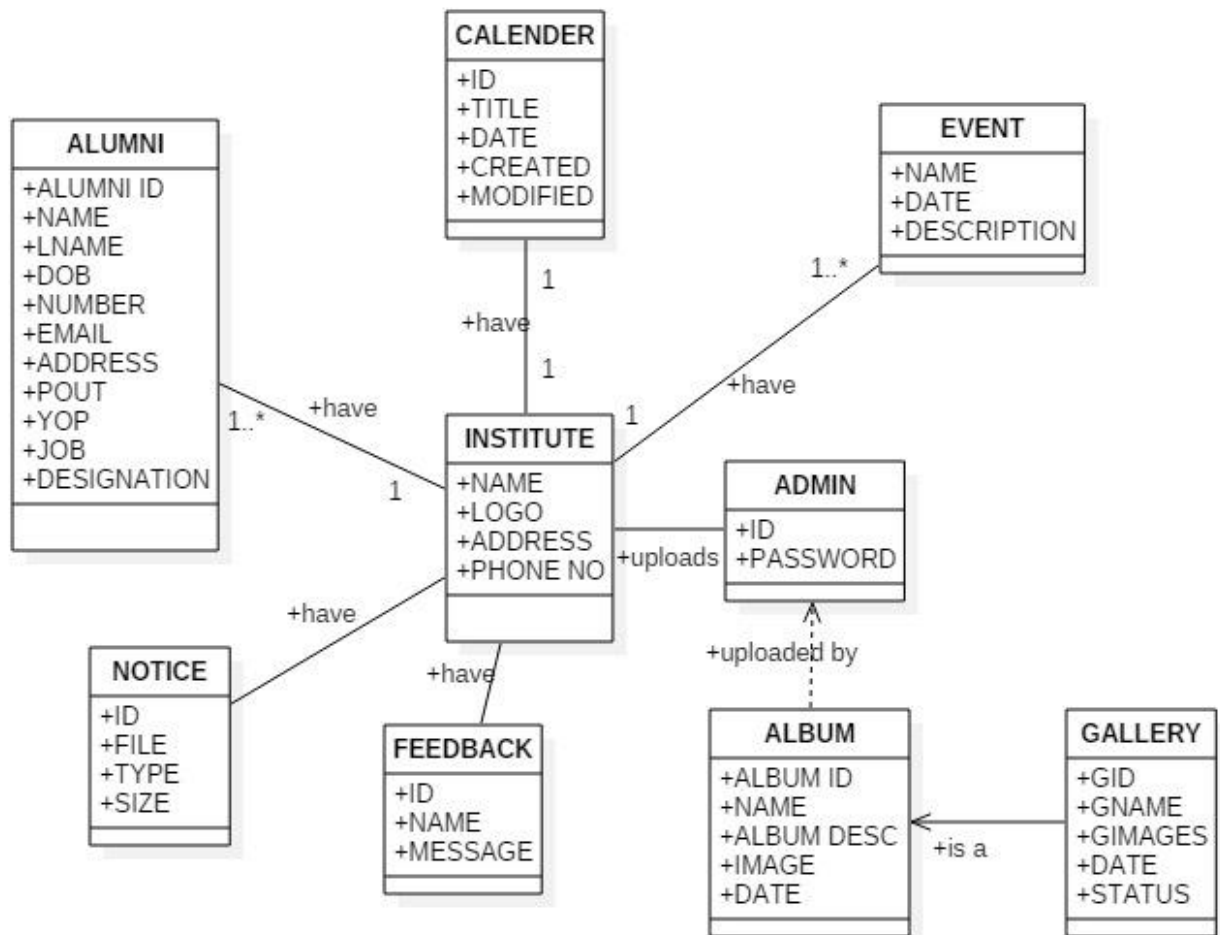 CALENDER
+ID
+TITLE
+DATE
+CREATED
+MODIFIED
ALUMNI
+ALUMNI ID
+NAME
+LNAME
+DOB
+NUMBER
+EMAIL
+ADDRESS
+POUT
+YOP
+JOB
+DESIGNATION
EVENT
+NAME
+DATE
+DESCRIPTION
1
+have
1
1..*
+have
1
+have
1..*
1
INSTITUTE
+NAME
+LOGO
+ADDRESS
+PHONE NO
ADMIN
+ID
+PASSWORD
+uploads
+have
+have
+uploaded by
NOTICE
+ID
+FILE
+TYPE
+SIZE
FEEDBACK
+ID
+NAME
+MESSAGE
ALBUM
+ALBUM ID
+NAME
+ALBUM DESC
+IMAGE
+DATE
+is a
GALLERY
+GID
+GNAME
+GIMAGES
+DATE
+STATUS